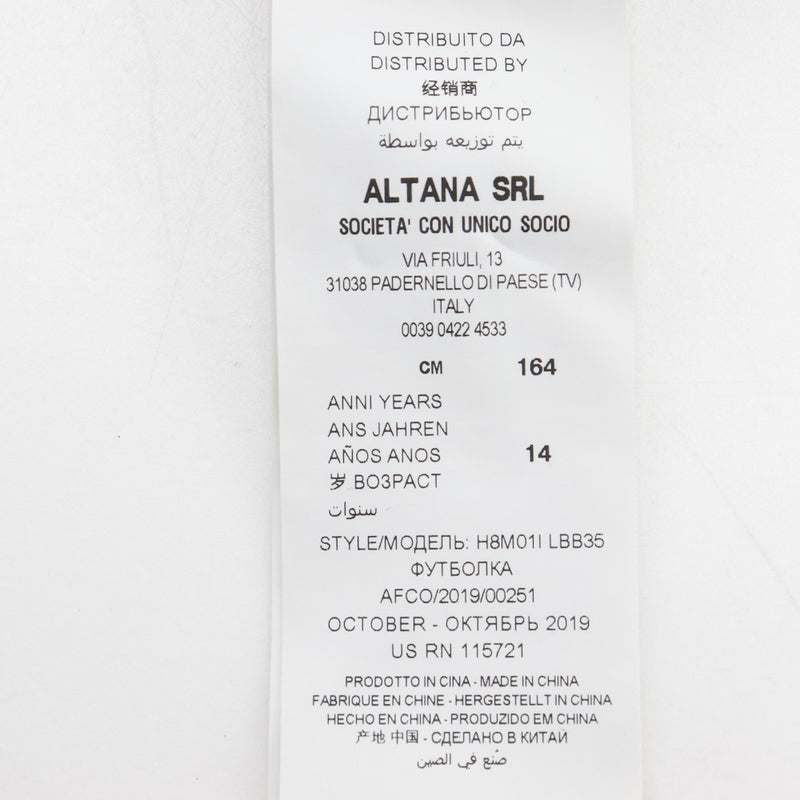 DISTRIBUITO DA
DISTRIBUTED BY
经销商
ДИСТРИБЬЮТОР
يتم توزيعه بواسطة
ALTANA SRL
SOCIETA' CON UNICO SOCIO
VIA FRIULI, 13
31038 PADERNELLO DI PAESE (TV)
ITALY
0039 0422 4533
CM 164
ANNI YEARS
ANS JAHREN
AÑOS ANOS 14
岁 ВОЗРАСТ
سنوات
STYLE/МОДЕЛЬ: H8M01I LBB35
ФУТБОЛКА
AFCO/2019/00251
OCTOBER - ОКТЯБРЬ 2019
US RN 115721
PRODOTTO IN CINA - MADE IN CHINA
FABRIQUE EN CHINE - HERGESTELLT IN CHINA
HECHO EN CHINA - PRODUZIDO EM CHINA
产地 中国 - СДЕЛАНО В КИТАЙ
صُنع في الصين